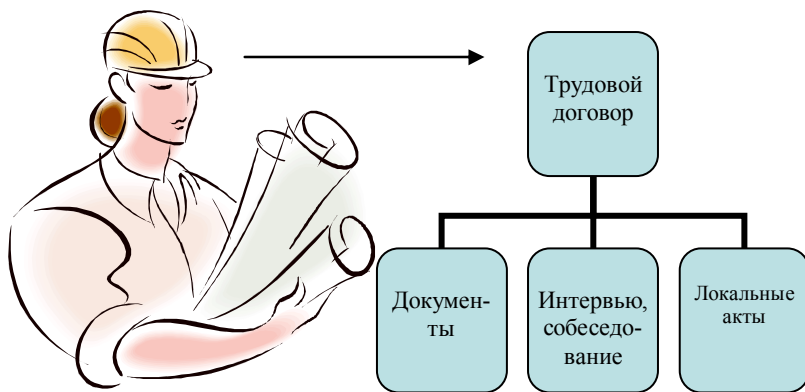 Трудовой
договор
Докумен-
ты
Интервью,
собеседо-
вание
Локальные
акты